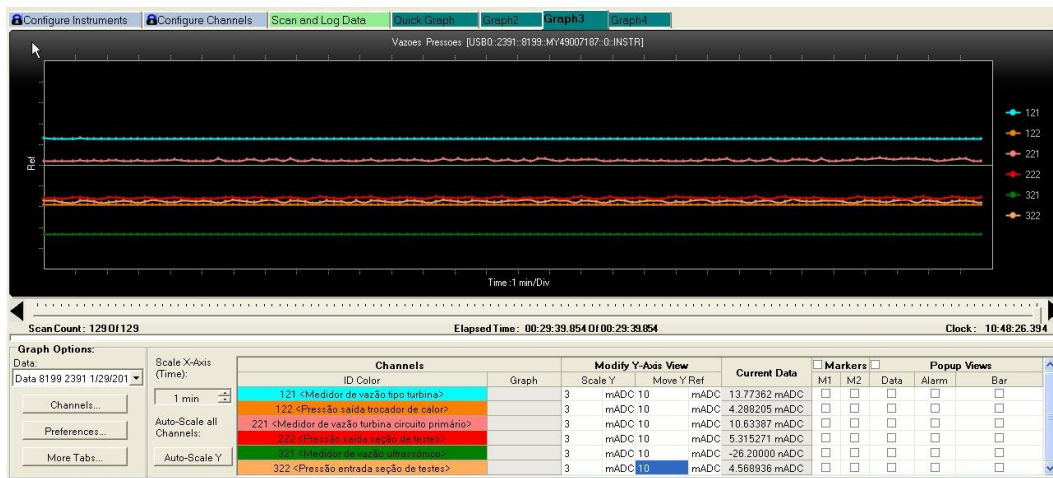 Configure Instruments Configure Channels Scan and Log Data Quick Graph Graph2 Graph3 Graph4
Vazoes Pressoes [USB0::2391::8199::MY49007187::0::INSTR]
121
122
221
222
321
322
Ref
Time :1 min/Div
Scan Count : 129 Of 129 Elapsed Time : 00:29:39.854 Of 00:29:39.854 Clock : 10:48:26.394
Graph Options:
Data:
Data 8199 2391 1/29/201
Channels...
Preferences...
More Tabs...
Scale X-Axis
(Time):
1 min
Auto-Scale all
Channels:
Auto-Scale Y
Channels Modify Y-Axis View Current Data Markers Popup Views
ID Color Graph Scale Y Move Y Ref M1 M2 Data Alarm Bar
121 <Medidor de vazão tipo turbina> 3 mADC 10 mADC 13.77362 mADC
122 <Pressão saída trocador de calor> 3 mADC 10 mADC 4.288205 mADC
221 <Medidor de vazão turbina circuito primário> 3 mADC 10 mADC 10.63387 mADC
222 <Pressão saída seção de testes> 3 mADC 10 mADC 5.315271 mADC
321 <Medidor de vazão ultrassônico> 3 mADC 10 mADC -26.20000 mADC
322 <Pressão entrada seção de testes> 3 mADC 10 mADC 4.568936 mADC